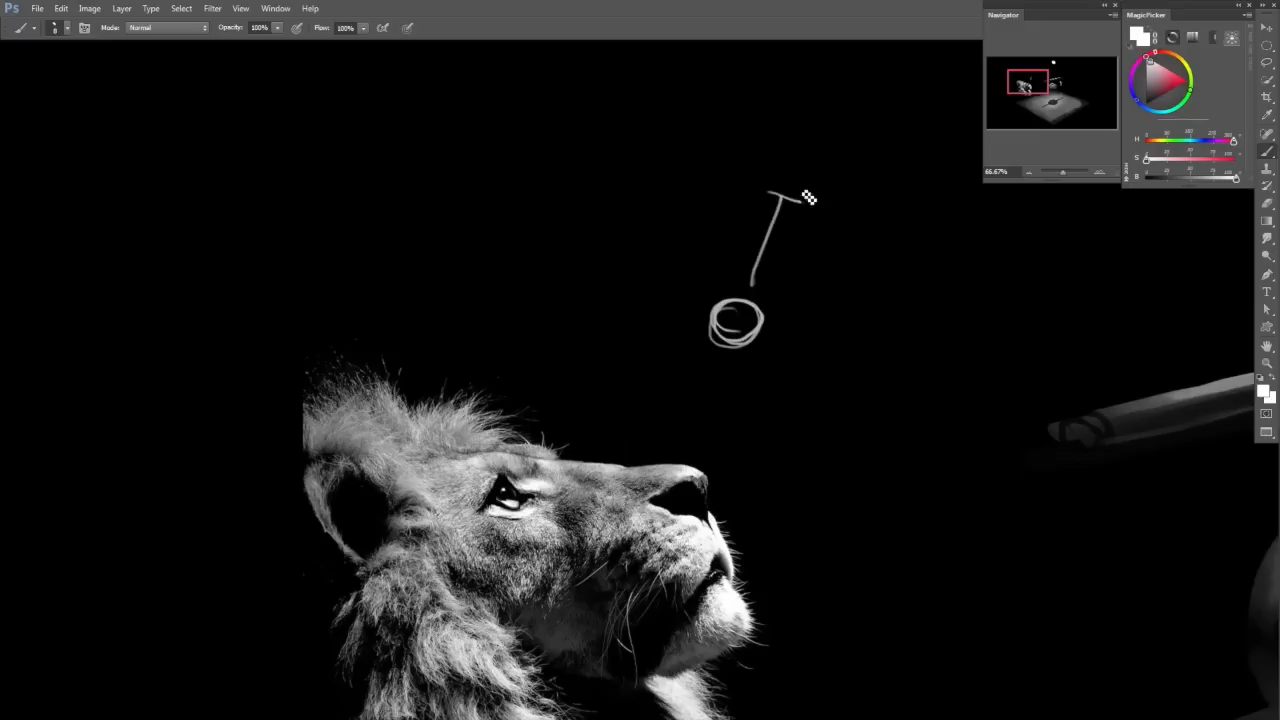 Ps File Edit Image Layer Type Select Filter View Window Help
Mode: Normal Opacity: 100% Flow: 100%
Navigator
66.67%
MagicPicker
H
S
B